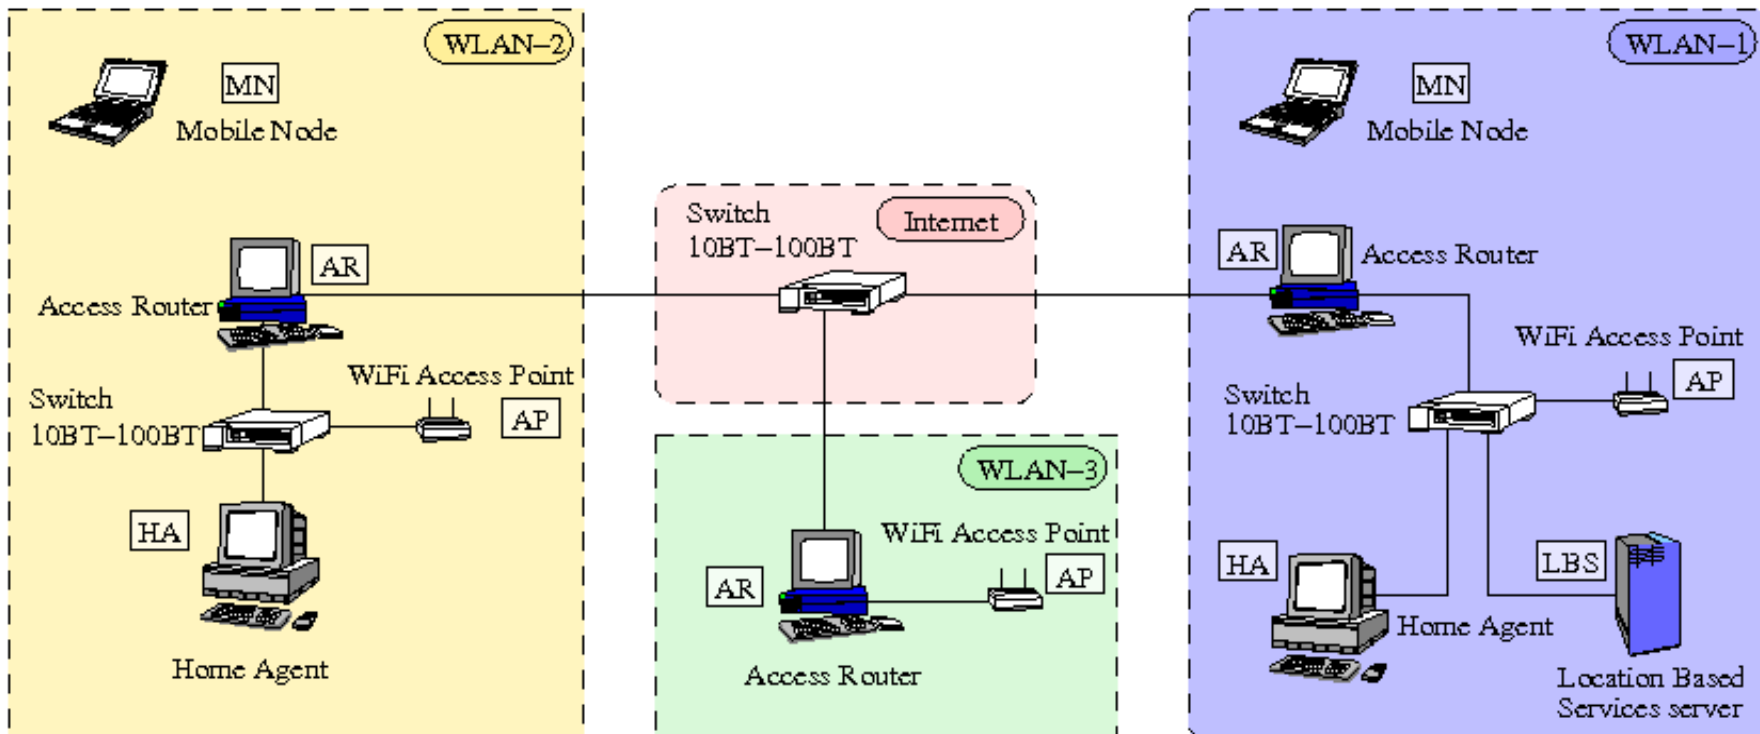 WLAN–2
MN
Mobile Node
AR
Access Router
WiFi Access Point
AP
Switch
10BT–100BT
HA
Home Agent
Internet
Switch
10BT–100BT
WLAN–3
WiFi Access Point
AP
AR
Access Router
WLAN–1
MN
Mobile Node
AR
Access Router
WiFi Access Point
AP
Switch
10BT–100BT
HA
Home Agent
LBS
Location Based
Services server